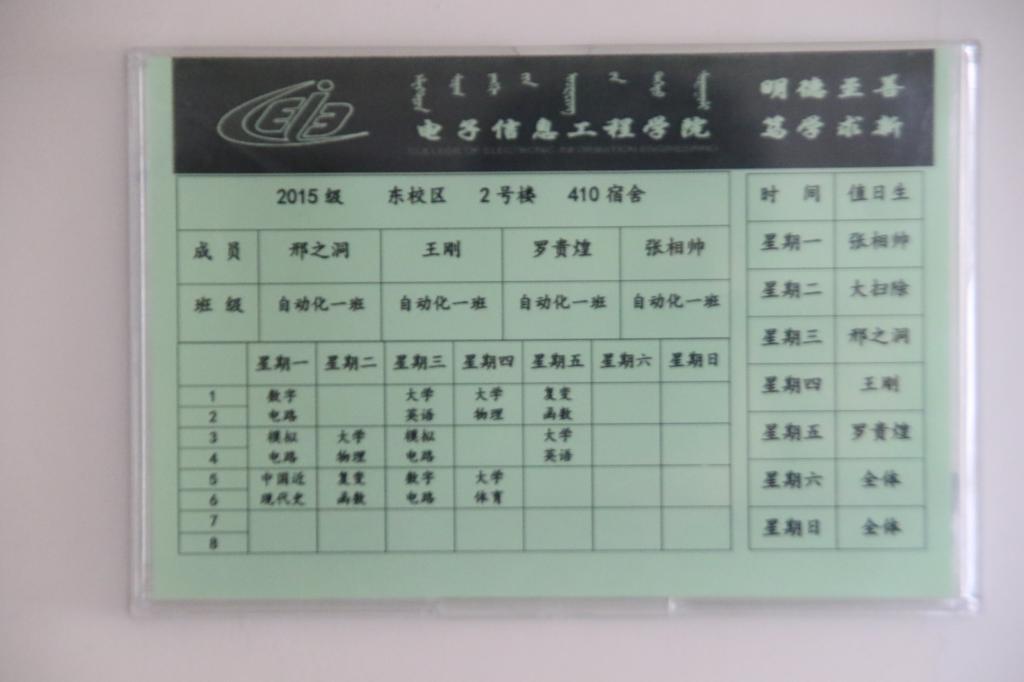 明德至善
电子信息工程学院
笃学求新
COLLEGE OF ELECTRONIC INFORMATION ENGINEERING
2015级 东校区 2号楼 410宿舍
成员 邢之洞 王刚 罗贵煌 张相帅
班级 自动化一班 自动化一班 自动化一班 自动化一班
星期一 星期二 星期三 星期四 星期五 星期六 星期日
1 数字 大学 大学 复变
2 电路 英语 物理 函数
3 模拟 大学 模拟 大学
4 电路 物理 电路 英语
5 中国近 复变 数字 大学
6 现代史 函数 电路 体育
7
8
时间 值日生
星期一 张相帅
星期二 大扫除
星期三 邢之洞
星期四 王刚
星期五 罗贵煌
星期六 全体
星期日 全体